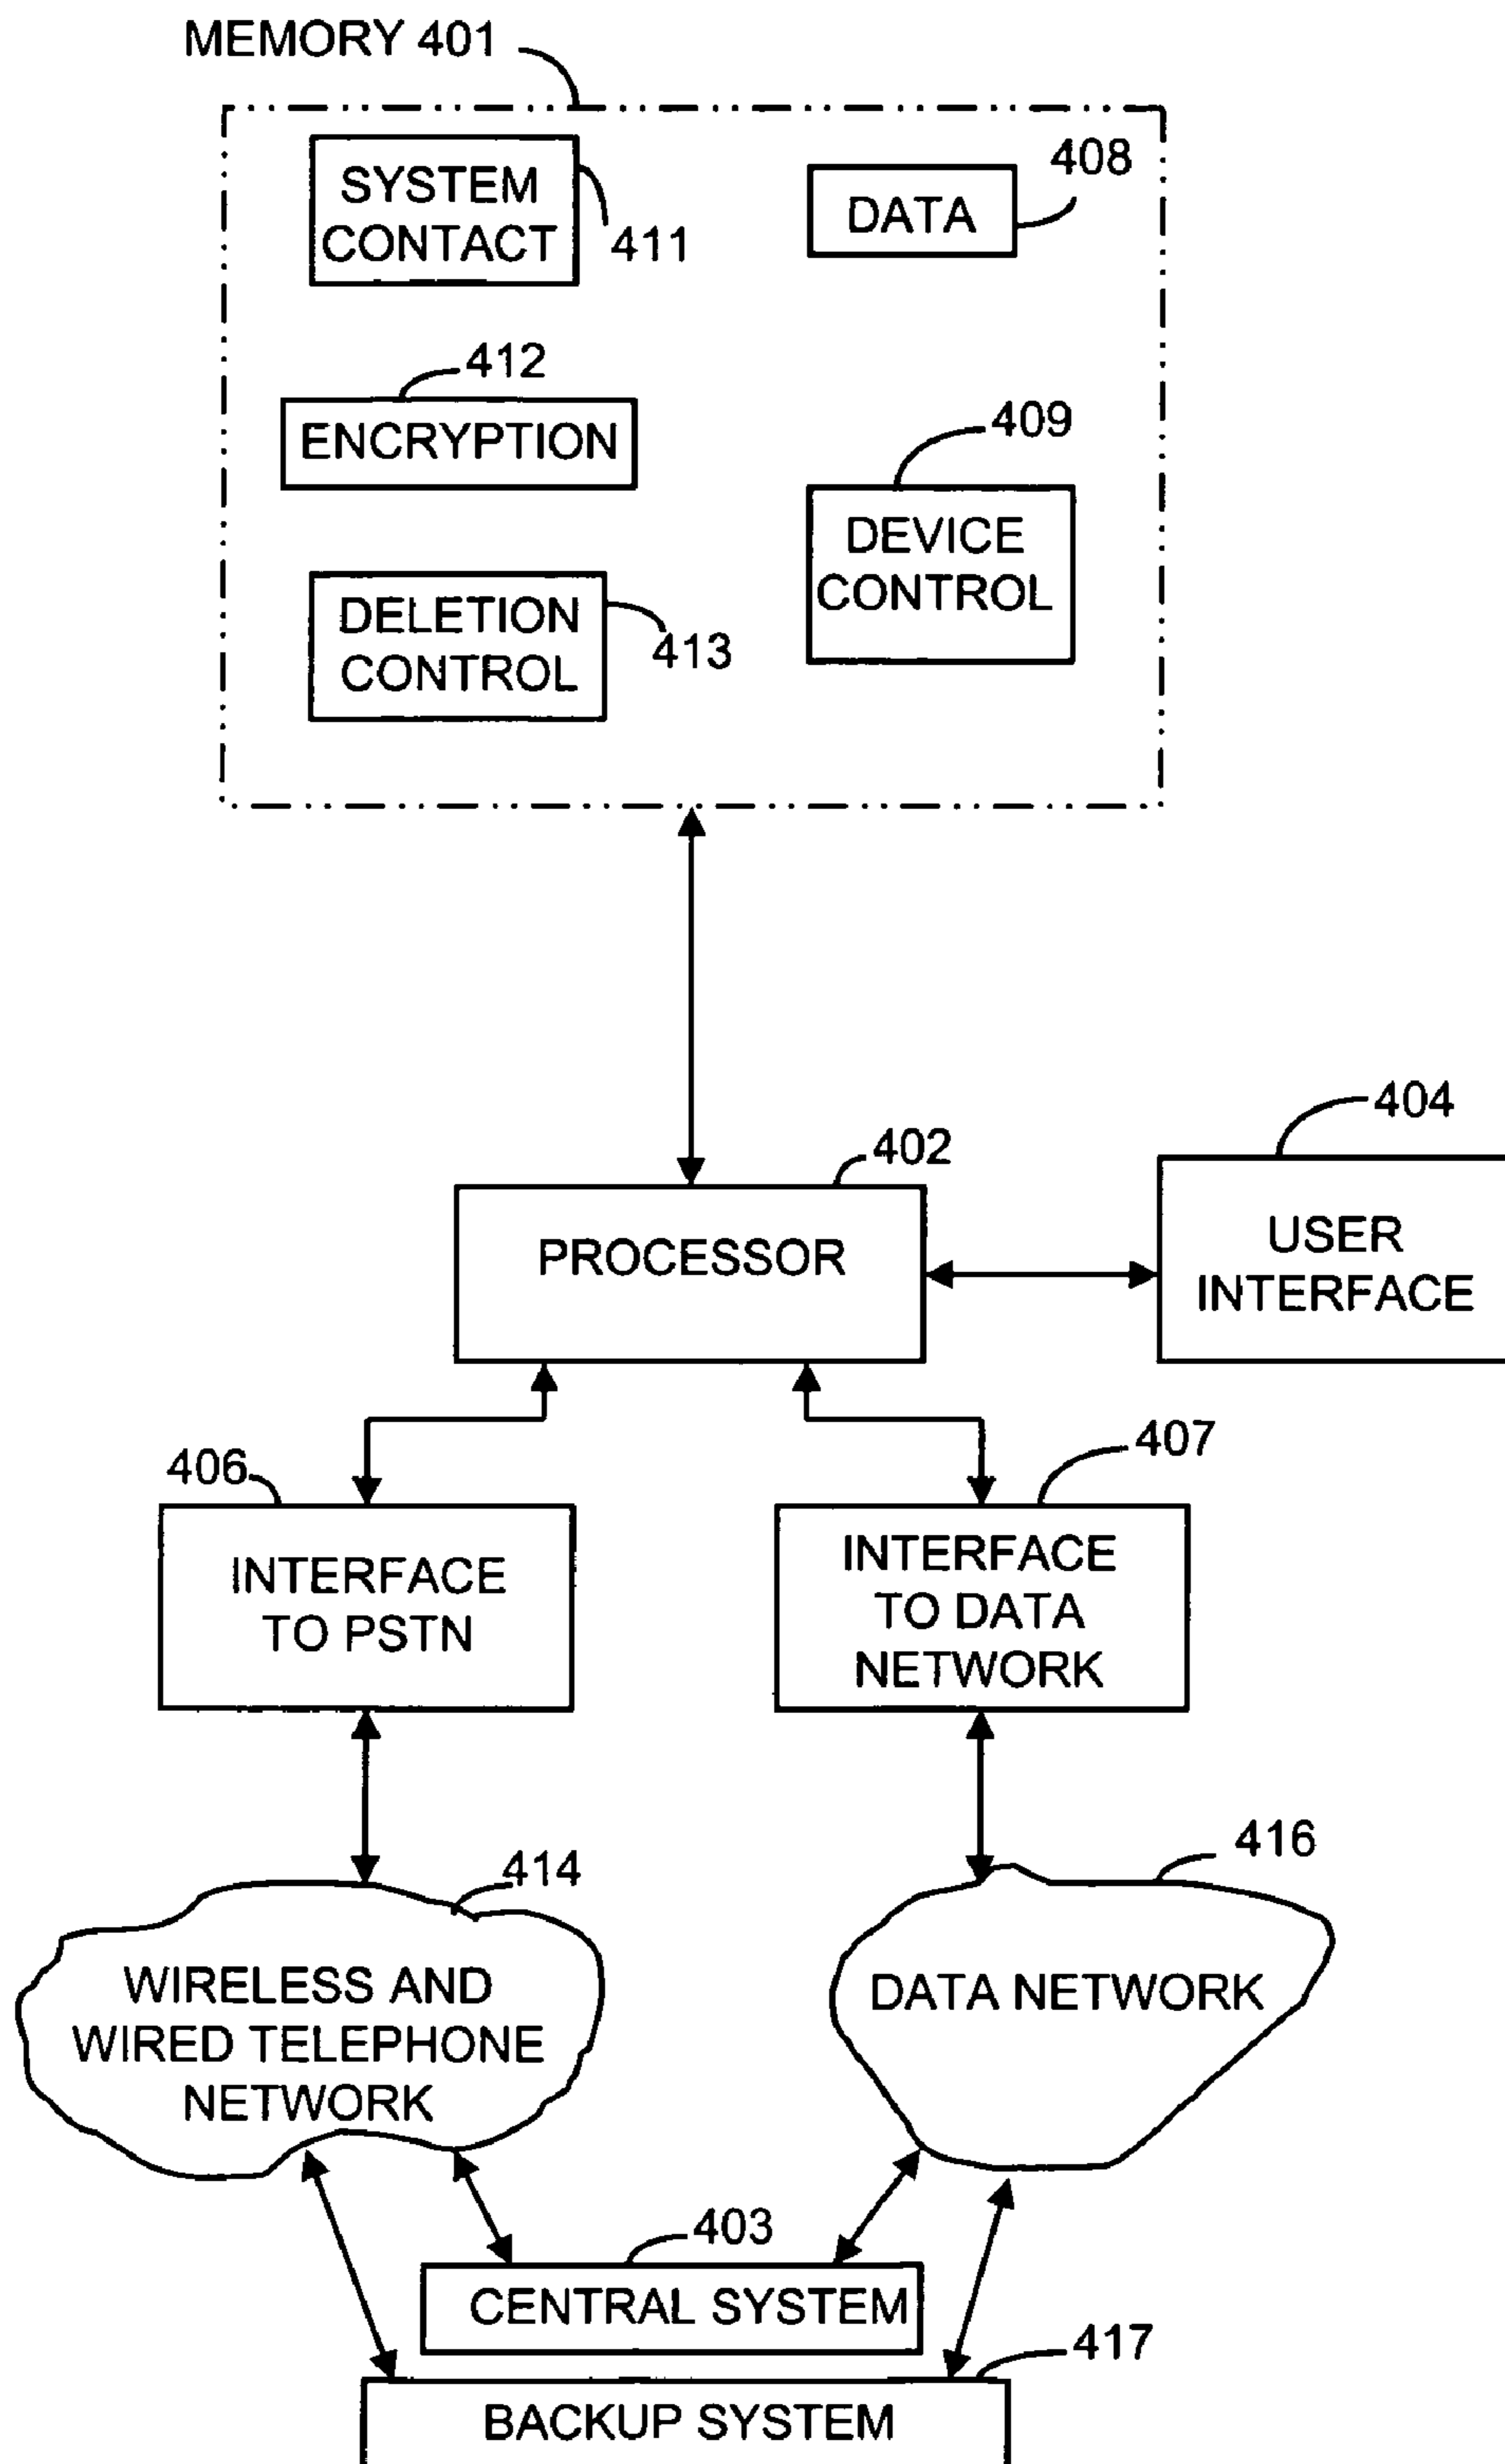 MEMORY 401
SYSTEM
CONTACT
411
DATA
408
412
ENCRYPTION
409
DEVICE
CONTROL
DELETION
CONTROL
413
402
PROCESSOR
404
USER
INTERFACE
406
INTERFACE
TO PSTN
407
INTERFACE
TO DATA
NETWORK
414
WIRELESS AND
WIRED TELEPHONE
NETWORK
416
DATA NETWORK
403
CENTRAL SYSTEM
417
BACKUP SYSTEM